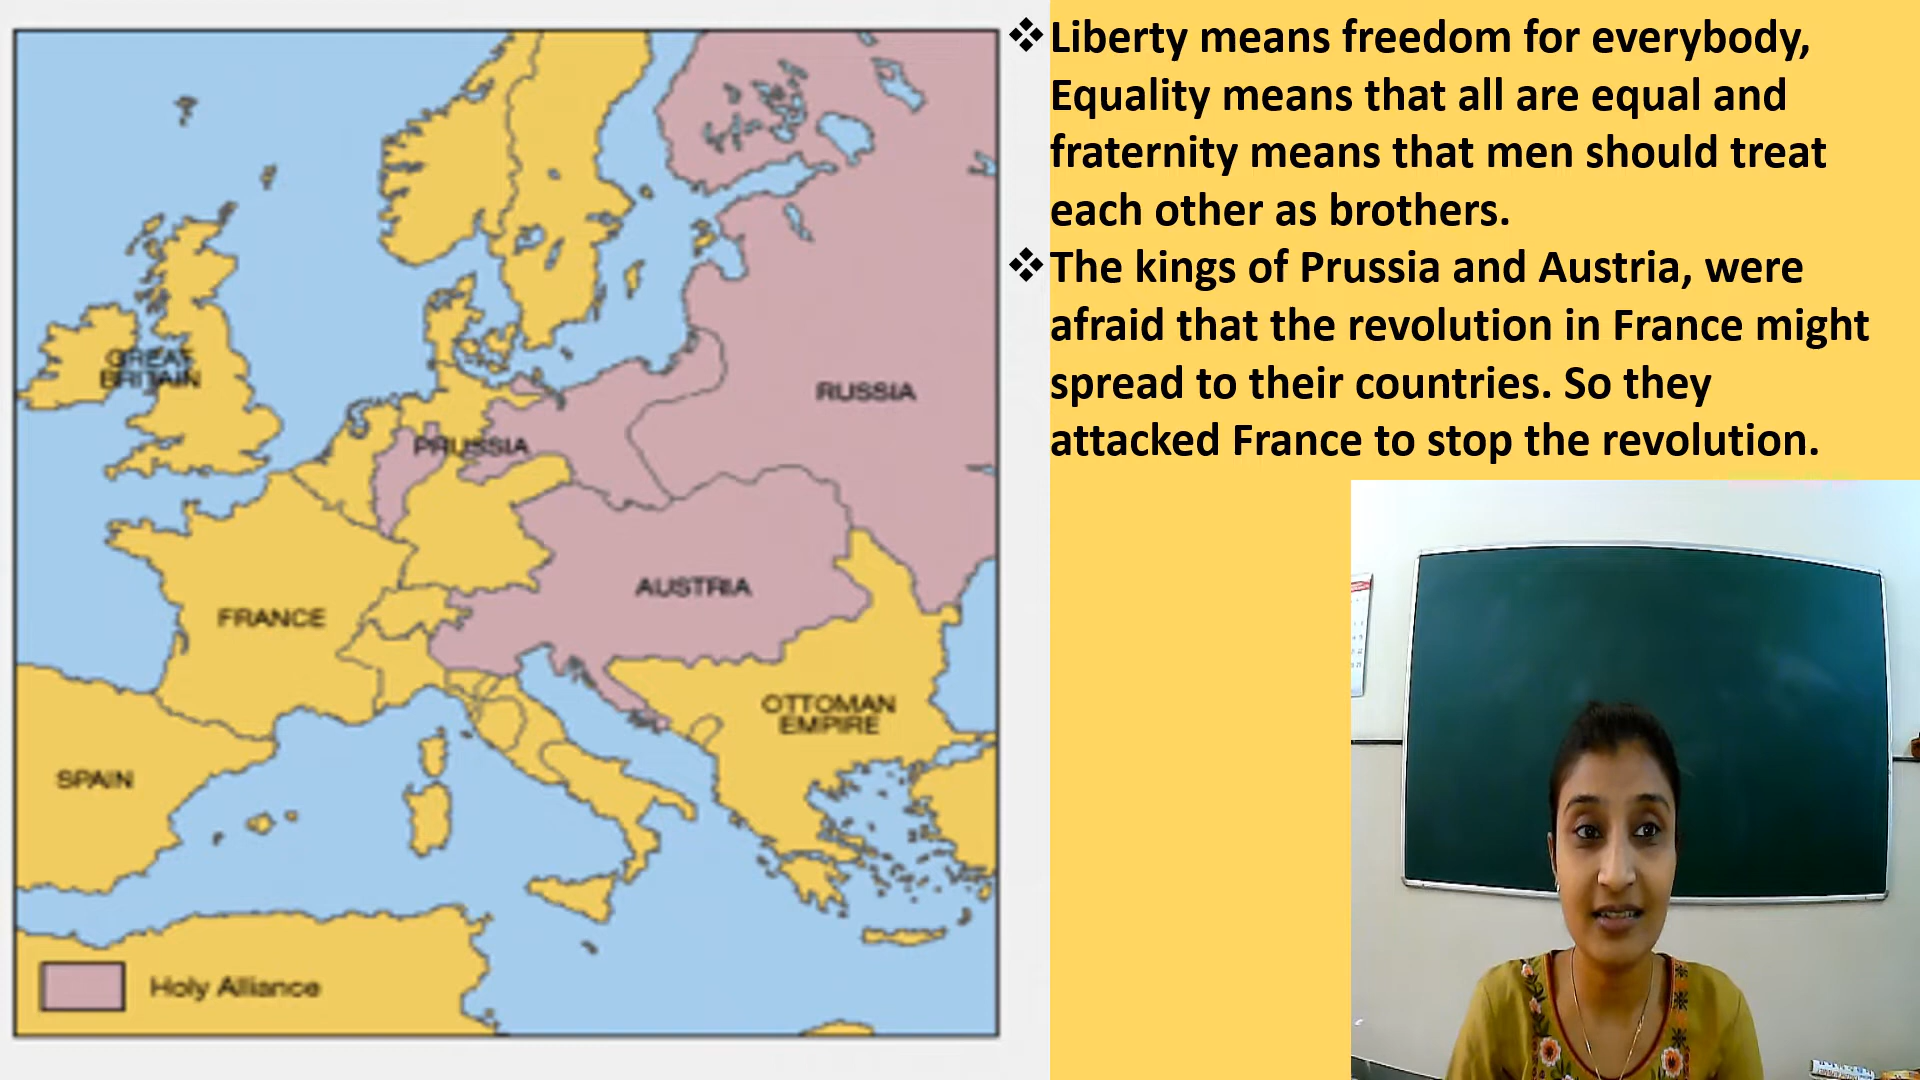 GREAT
BRITAIN
PRUSSIA
RUSSIA
AUSTRIA
FRANCE
OTTOMAN
EMPIRE
SPAIN
Holy Alliance
❖Liberty means freedom for everybody,
Equality means that all are equal and
fraternity means that men should treat
each other as brothers.
❖The kings of Prussia and Austria, were
afraid that the revolution in France might
spread to their countries. So they
attacked France to stop the revolution.